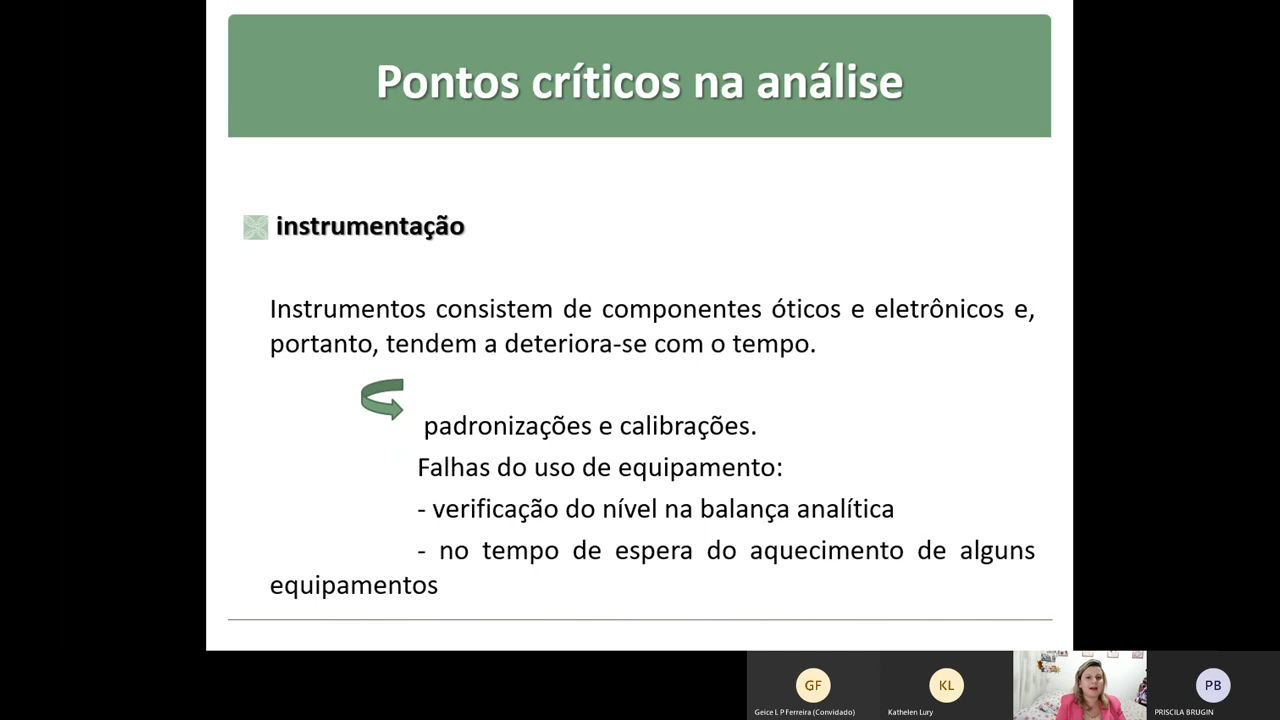 Pontos críticos na análise
instrumentação
Instrumentos consistem de componentes óticos e eletrônicos e,
portanto, tendem a deteriora-se com o tempo.
padronizações e calibrações.
Falhas do uso de equipamento:
- verificação do nível na balança analítica
- no tempo de espera do aquecimento de alguns
equipamentos
GF
KL
PB
Geice L P Ferreira (Convidado)
Kathelen Lury
PRISCILA BRUGIN